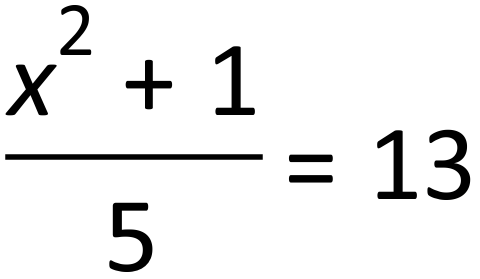 x² + 1
= 13
5